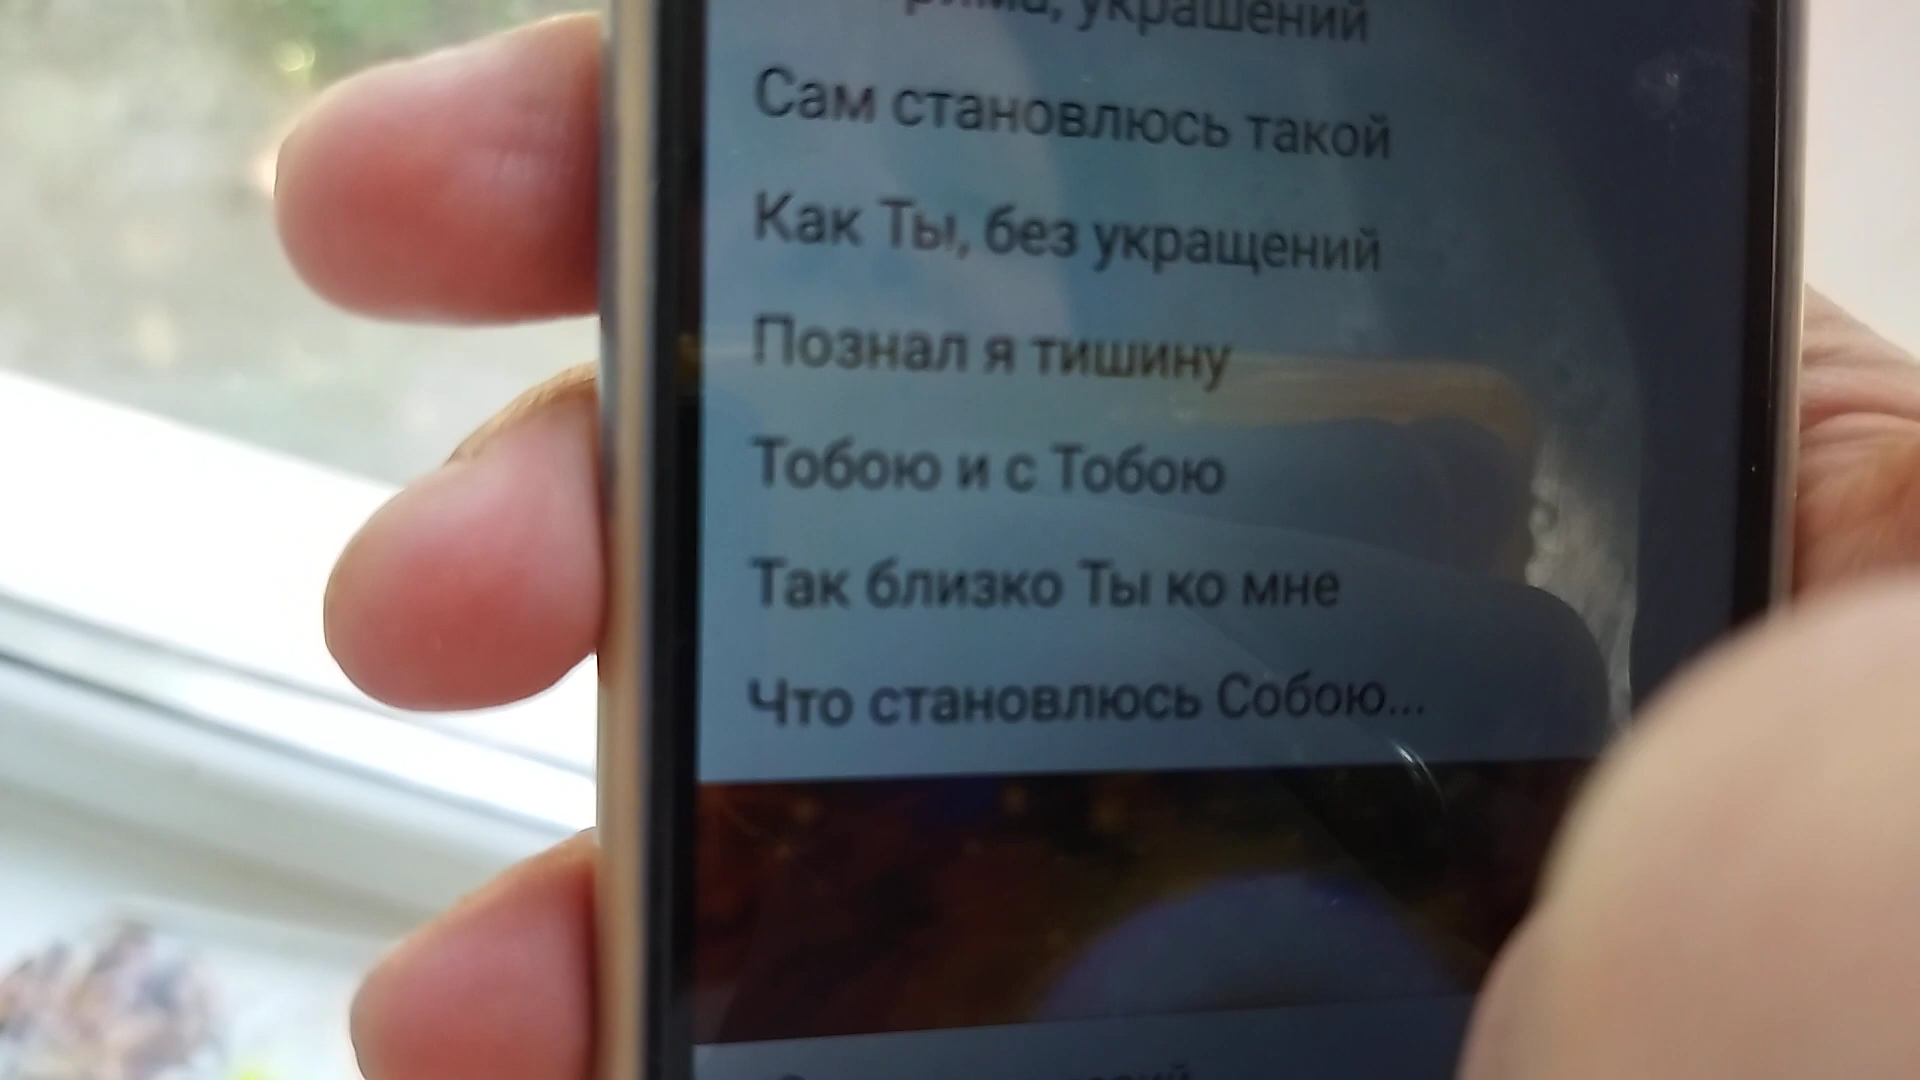 украшений
Сам становлюсь такой
Как Ты, без укращений
Познал я тишину
Тобою и с Тобою
Так близко Ты ко мне
Что становлюсь Собою...